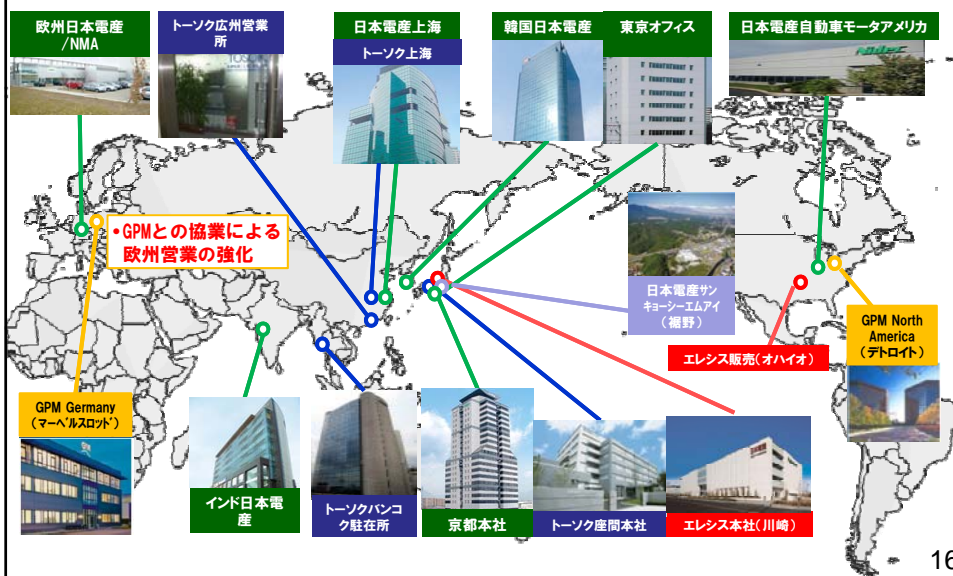 欧州日本電産
/NMA
トーソク広州営業
所
日本電産上海
トーソク上海
韓国日本電産
東京オフィス
日本電産自動車モータアメリカ
Nidec
・GPMとの協業による
欧州営業の強化
日本電産サン
キョーシーエムアイ
（裾野）
エレシス販売（オハイオ）
GPM North
America
（デトロイト）
GPM Germany
（マーベルスロッド）
インド日本電
産
トーソクバンコ
ク駐在所
京都本社
トーソク座間本社
エレシス本社（川崎）
16